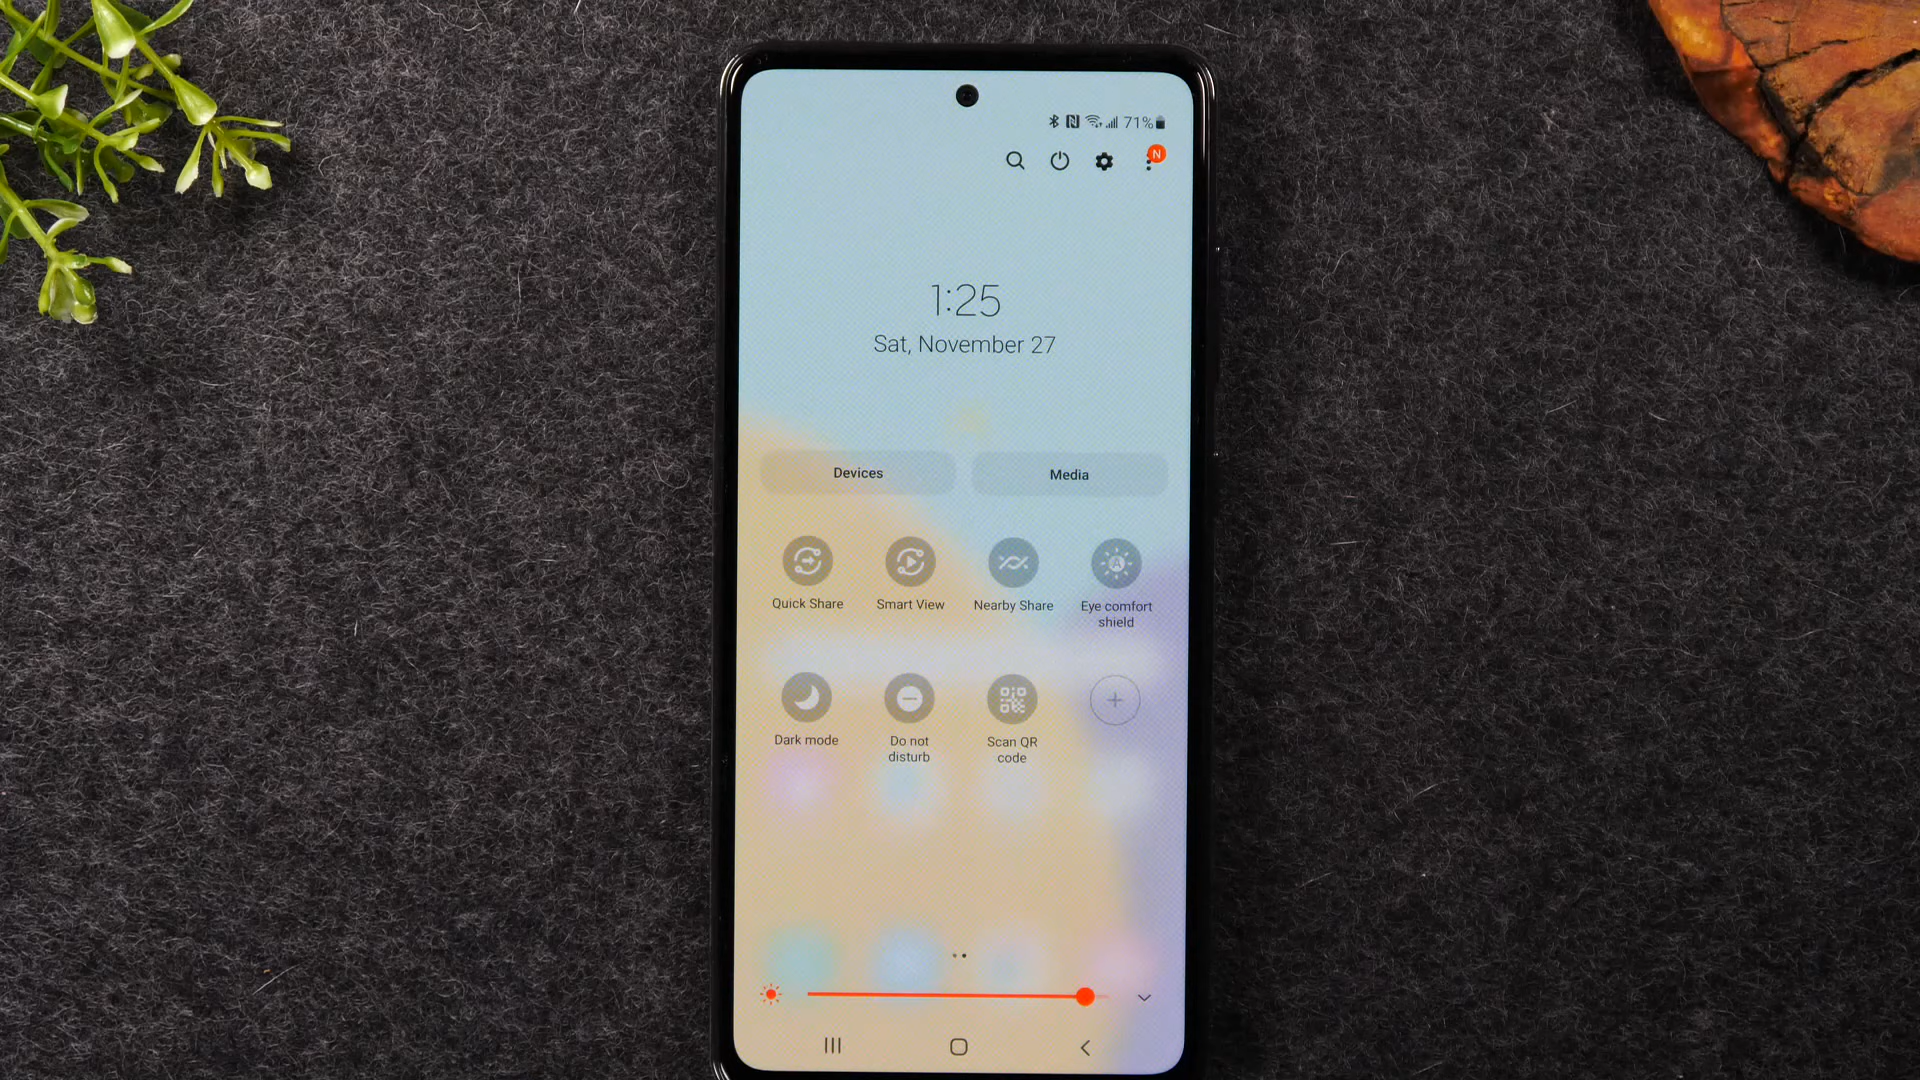 71%
N
1:25
Sat, November 27
Devices
Media
Quick Share
Smart View
Nearby Share
Eye comfort
shield
Dark mode
Do not
disturb
Scan QR
code